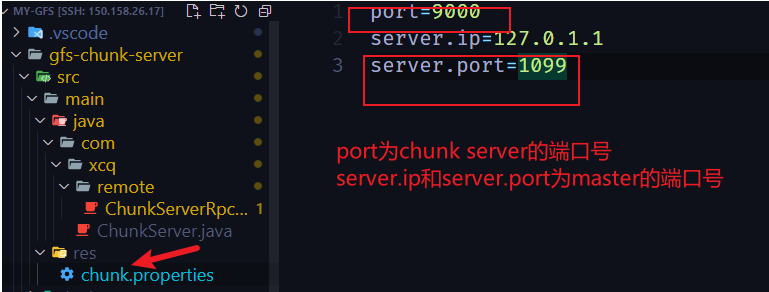 MY-GFS [SSH: 150.158.26.17]
.vscode
gfs-chunk-server
src
main
java
com
xcq
remote
ChunkServerRpc... 1
ChunkServer.java
res
chunk.properties
1 port=9000
2 server.ip=127.0.1.1
3 server.port=1099
port为chunk server的端口号
server.ip和server.port为master的端口号